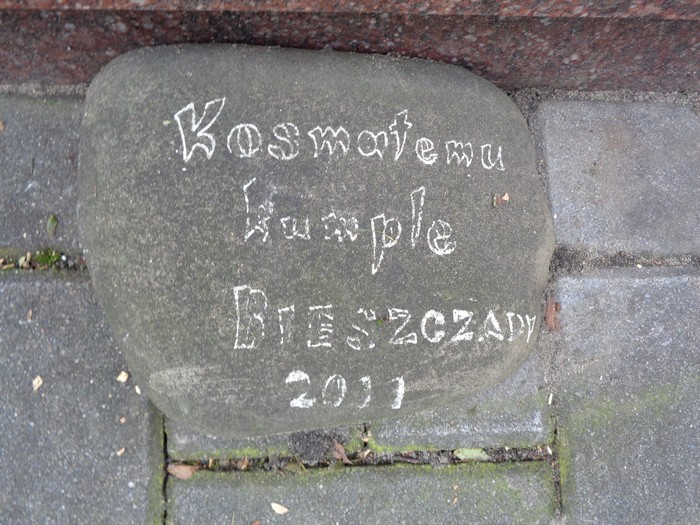 Kosmatemu
kumple
BIESZCZADY
2011